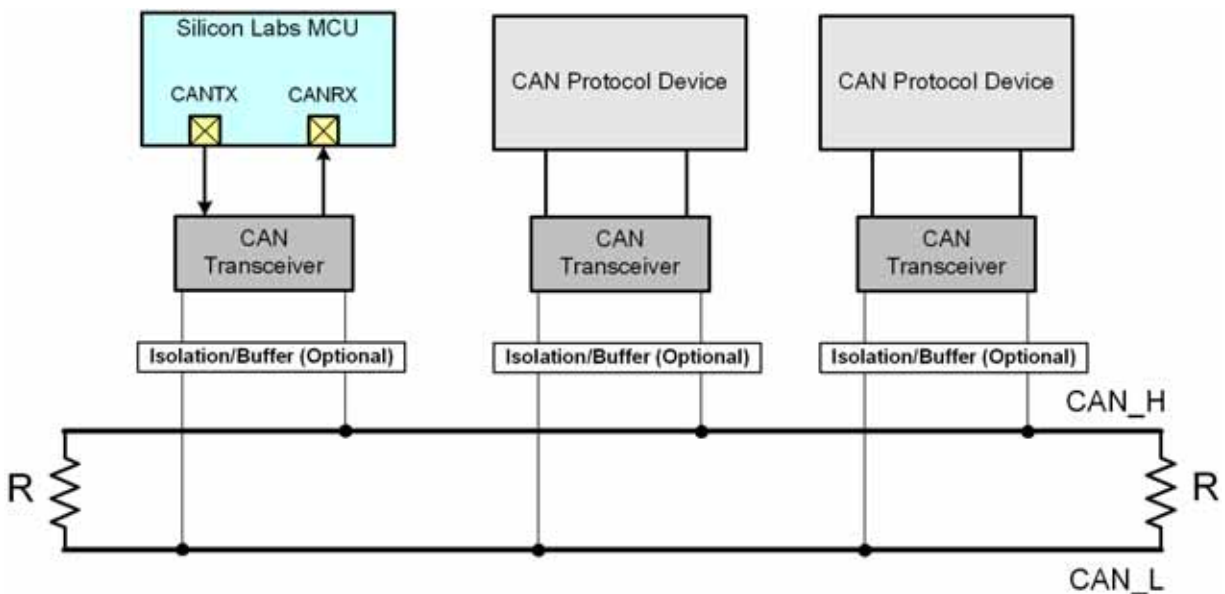 Silicon Labs MCU
CANTX
CANRX
CAN Protocol Device
CAN Protocol Device
CAN
Transceiver
CAN
Transceiver
CAN
Transceiver
Isolation/Buffer (Optional)
Isolation/Buffer (Optional)
Isolation/Buffer (Optional)
CAN_H
R
R
CAN_L